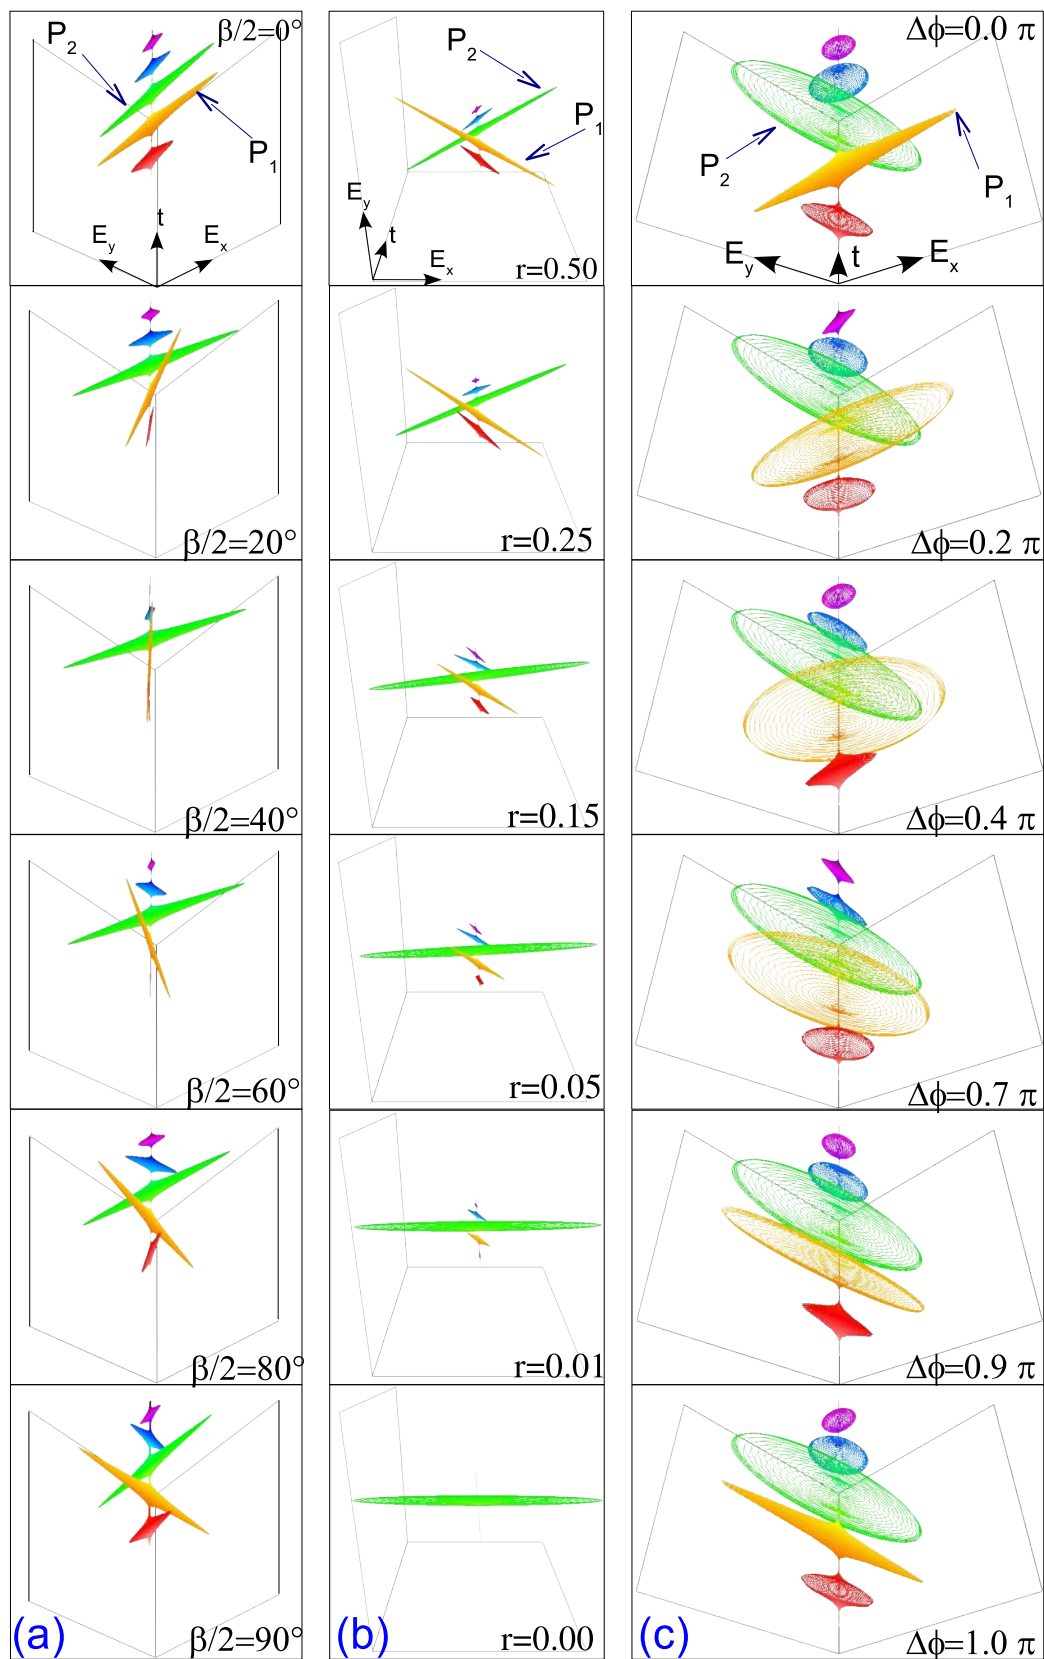 β/2=0°
P2
P1
t
Ey
Ex
β/2=20°
β/2=40°
β/2=60°
β/2=80°
β/2=90°
(a)
P2
P1
Ey
t
Ex
r=0.50
r=0.25
r=0.15
r=0.05
r=0.01
r=0.00
(b)
Δϕ=0.0 π
P2
P1
Ey
t
Ex
Δϕ=0.2 π
Δϕ=0.4 π
Δϕ=0.7 π
Δϕ=0.9 π
Δϕ=1.0 π
(c)